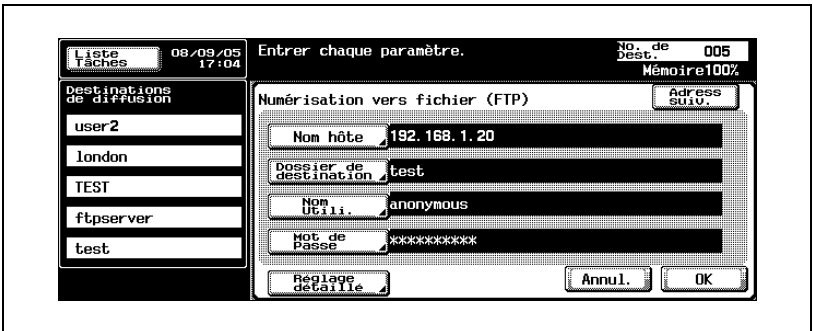 Liste
Tâches
08/09/05
17:04
Entrer chaque paramètre.
No. de
Dest.
005
Mémoire100%
Destinations
de diffusion
user2
london
TEST
ftpserver
test
Numérisation vers fichier (FTP)
Adress
suiv.
Nom hôte
192.168.1.20
Dossier de
destination
test
Nom
Utili.
anonymous
Mot de
Passe
**********
Réglage
détaillé
Annul.
OK